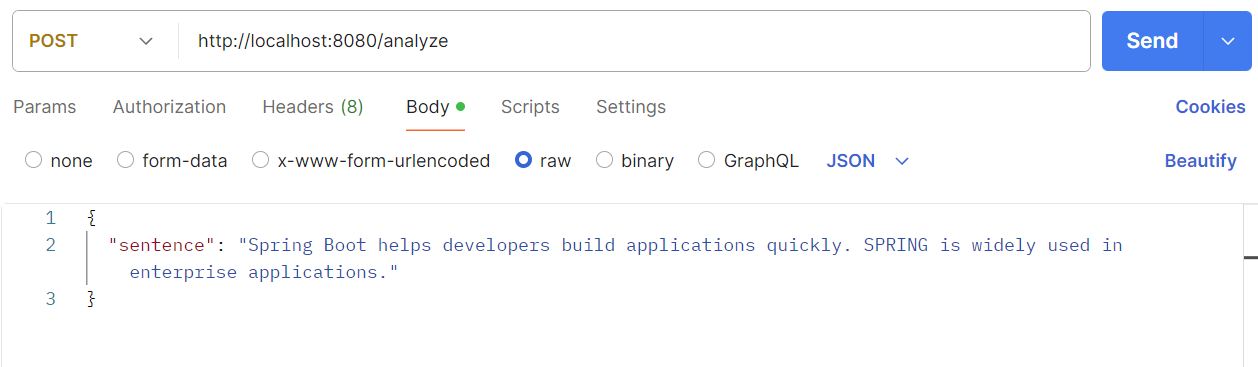 POST http://localhost:8080/analyze Send
Params Authorization Headers (8) Body Scripts Settings Cookies
none form-data x-www-form-urlencoded raw binary GraphQL JSON Beautify
1 {
2 "sentence": "Spring Boot helps developers build applications quickly. SPRING is widely used in
enterprise applications."
3 }